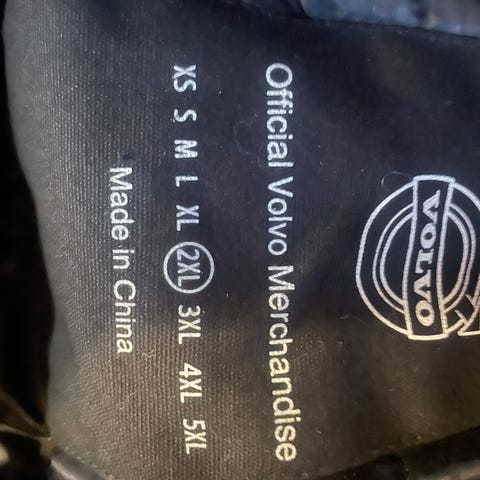 VOLVO
Official Volvo Merchandise
XS S M L XL 2XL 3XL 4XL 5XL
Made in China